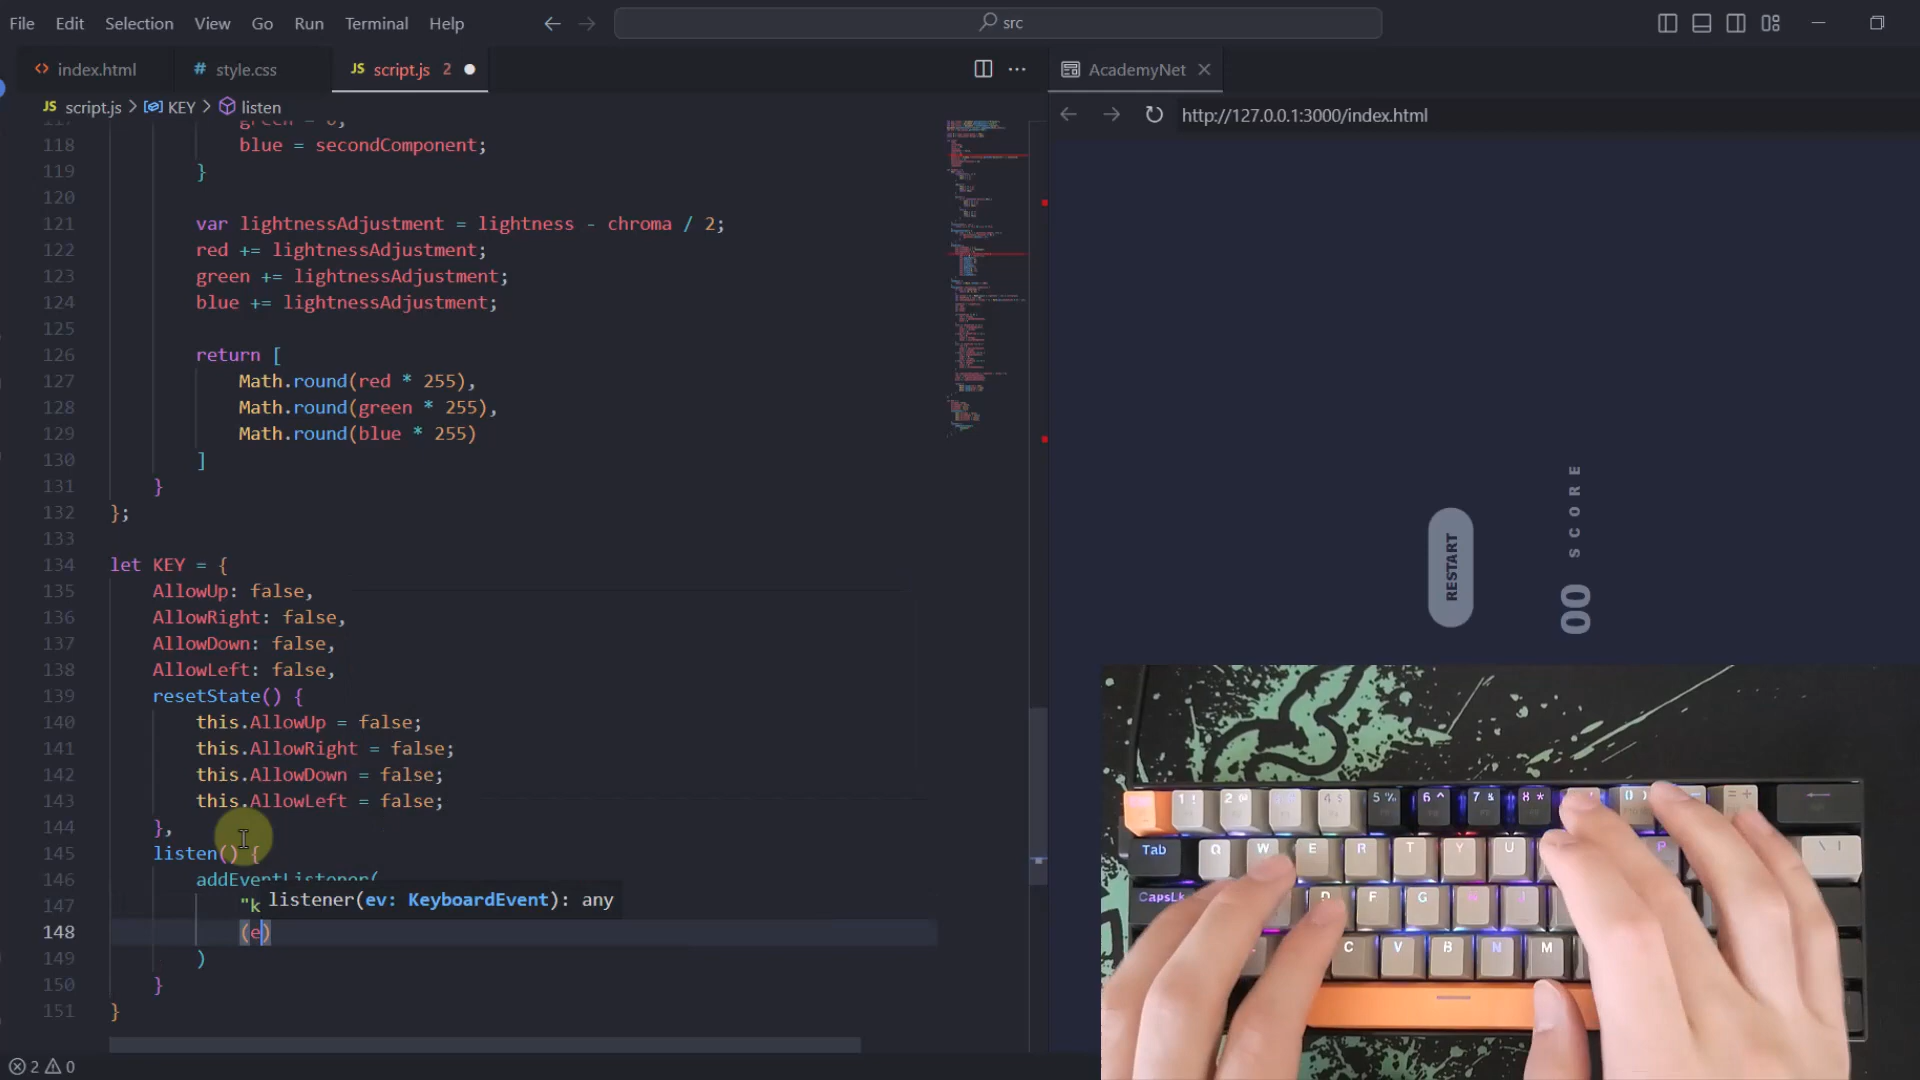 File Edit Selection View Go Run Terminal Help
src
index.html
# style.css
JS script.js 2
AcademyNet
JS script.js > KEY > listen
http://127.0.0.1:3000/index.html
118 blue = secondComponent;
119 }
120
121 var lightnessAdjustment = lightness - chroma / 2;
122 red += lightnessAdjustment;
123 green += lightnessAdjustment;
124 blue += lightnessAdjustment;
125
126 return [
127 Math.round(red * 255),
128 Math.round(green * 255),
129 Math.round(blue * 255)
130 ]
131 }
132 };
133
134 let KEY = {
135 AllowUp: false,
136 AllowRight: false,
137 AllowDown: false,
138 AllowLeft: false,
139 resetState() {
140 this.AllowUp = false;
141 this.AllowRight = false;
142 this.AllowDown = false;
143 this.AllowLeft = false;
144 },
145 listen() {
146 addEventListener(
147 "k
listener(ev: KeyboardEvent): any
148 (e)
149 )
150 }
151 }
2 0
RESTART
SCORE
00
1 !
2 @
5 %
6 ^
7 &
8 *
Tab Q W E R T Y U P \ |
CapsLk D F G J
C V B N M